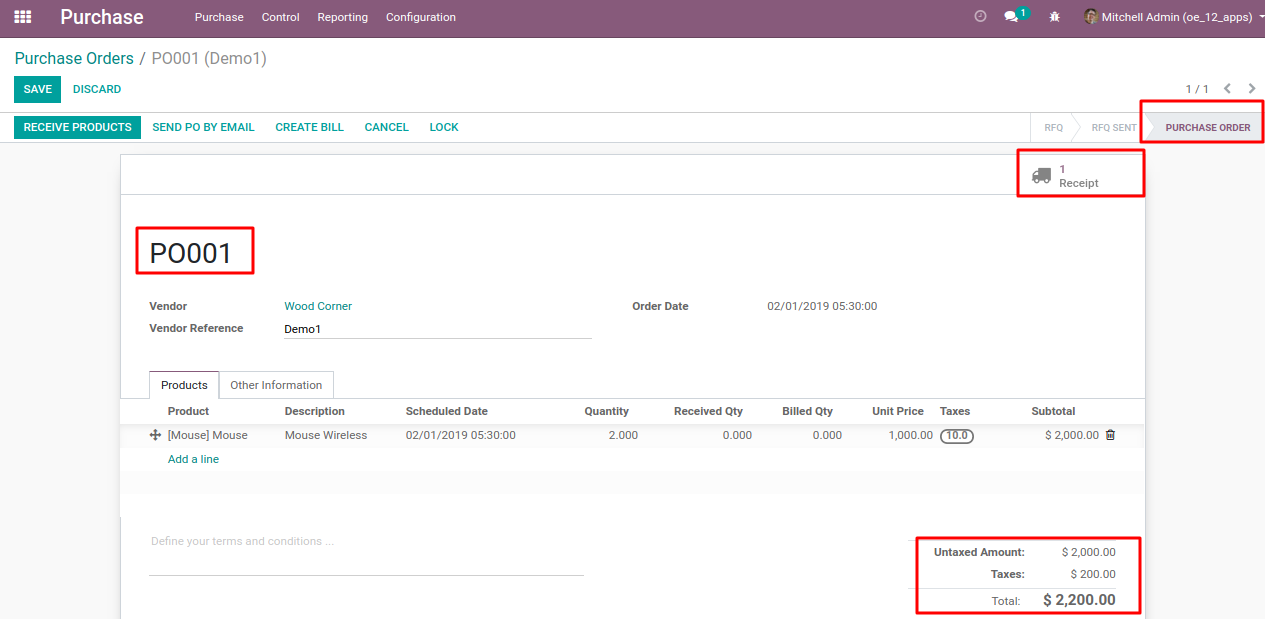 Purchase Purchase Control Reporting Configuration 1 Mitchell Admin (oe_12_apps)
Purchase Orders / PO001 (Demo1)
SAVE DISCARD 1 / 1
RECEIVE PRODUCTS SEND PO BY EMAIL CREATE BILL CANCEL LOCK RFQ RFQ SENT PURCHASE ORDER
1
Receipt
PO001
Vendor Wood Corner Order Date 02/01/2019 05:30:00
Vendor Reference Demo1
Products Other Information
Product Description Scheduled Date Quantity Received Qty Billed Qty Unit Price Taxes Subtotal
[Mouse] Mouse Mouse Wireless 02/01/2019 05:30:00 2.000 0.000 0.000 1,000.00 10.0 $ 2,000.00
Add a line
Define your terms and conditions ...
Untaxed Amount: $ 2,000.00
Taxes: $ 200.00
Total: $ 2,200.00